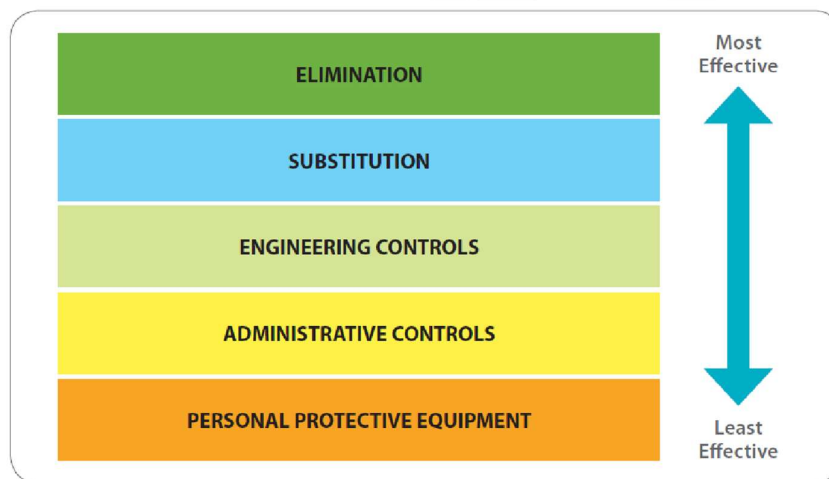 Most
Effective
ELIMINATION
SUBSTITUTION
ENGINEERING CONTROLS
ADMINISTRATIVE CONTROLS
PERSONAL PROTECTIVE EQUIPMENT
Least
Effective